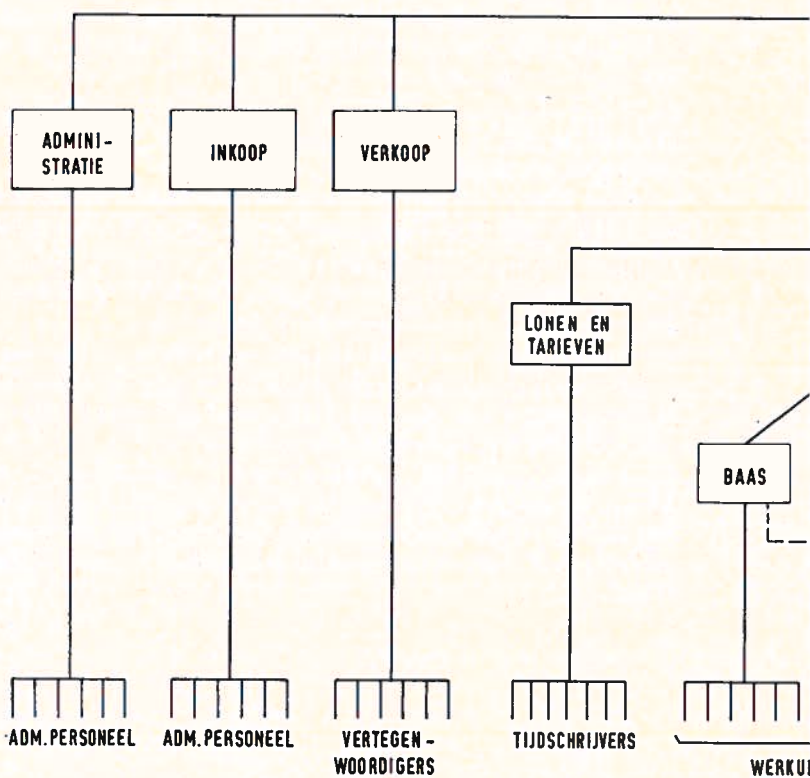 ADMINI-
STRATIE
INKOOP
VERKOOP
LONEN EN
TARIEVEN
BAAS
ADM. PERSONEEL
ADM. PERSONEEL
VERTEGEN-
WOORDIGERS
TIJDSCHRIJVERS